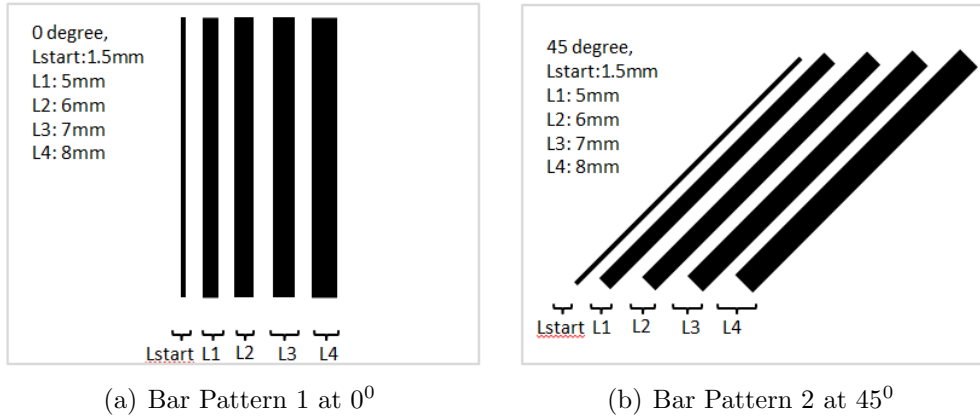 0 degree,
Lstart:1.5mm
L1: 5mm
L2: 6mm
L3: 7mm
L4: 8mm
Lstart L1 L2 L3 L4
(a) Bar Pattern 1 at 0⁰
45 degree,
Lstart:1.5mm
L1: 5mm
L2: 6mm
L3: 7mm
L4: 8mm
Lstart L1 L2 L3 L4
(b) Bar Pattern 2 at 45⁰